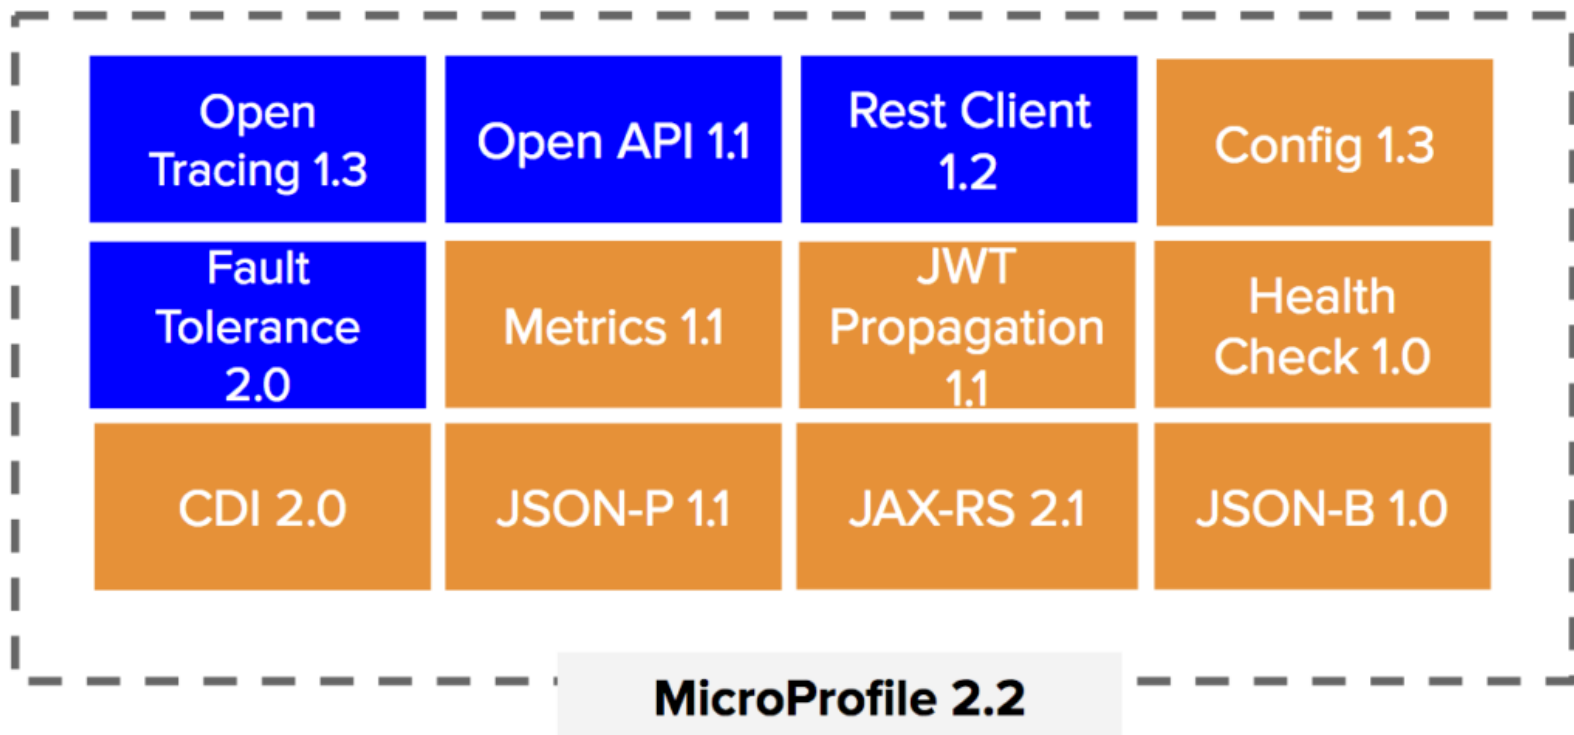 Open
Tracing 1.3
Open API 1.1
Rest Client
1.2
Config 1.3
Fault
Tolerance
2.0
Metrics 1.1
JWT
Propagation
1.1
Health
Check 1.0
CDI 2.0
JSON-P 1.1
JAX-RS 2.1
JSON-B 1.0
MicroProfile 2.2